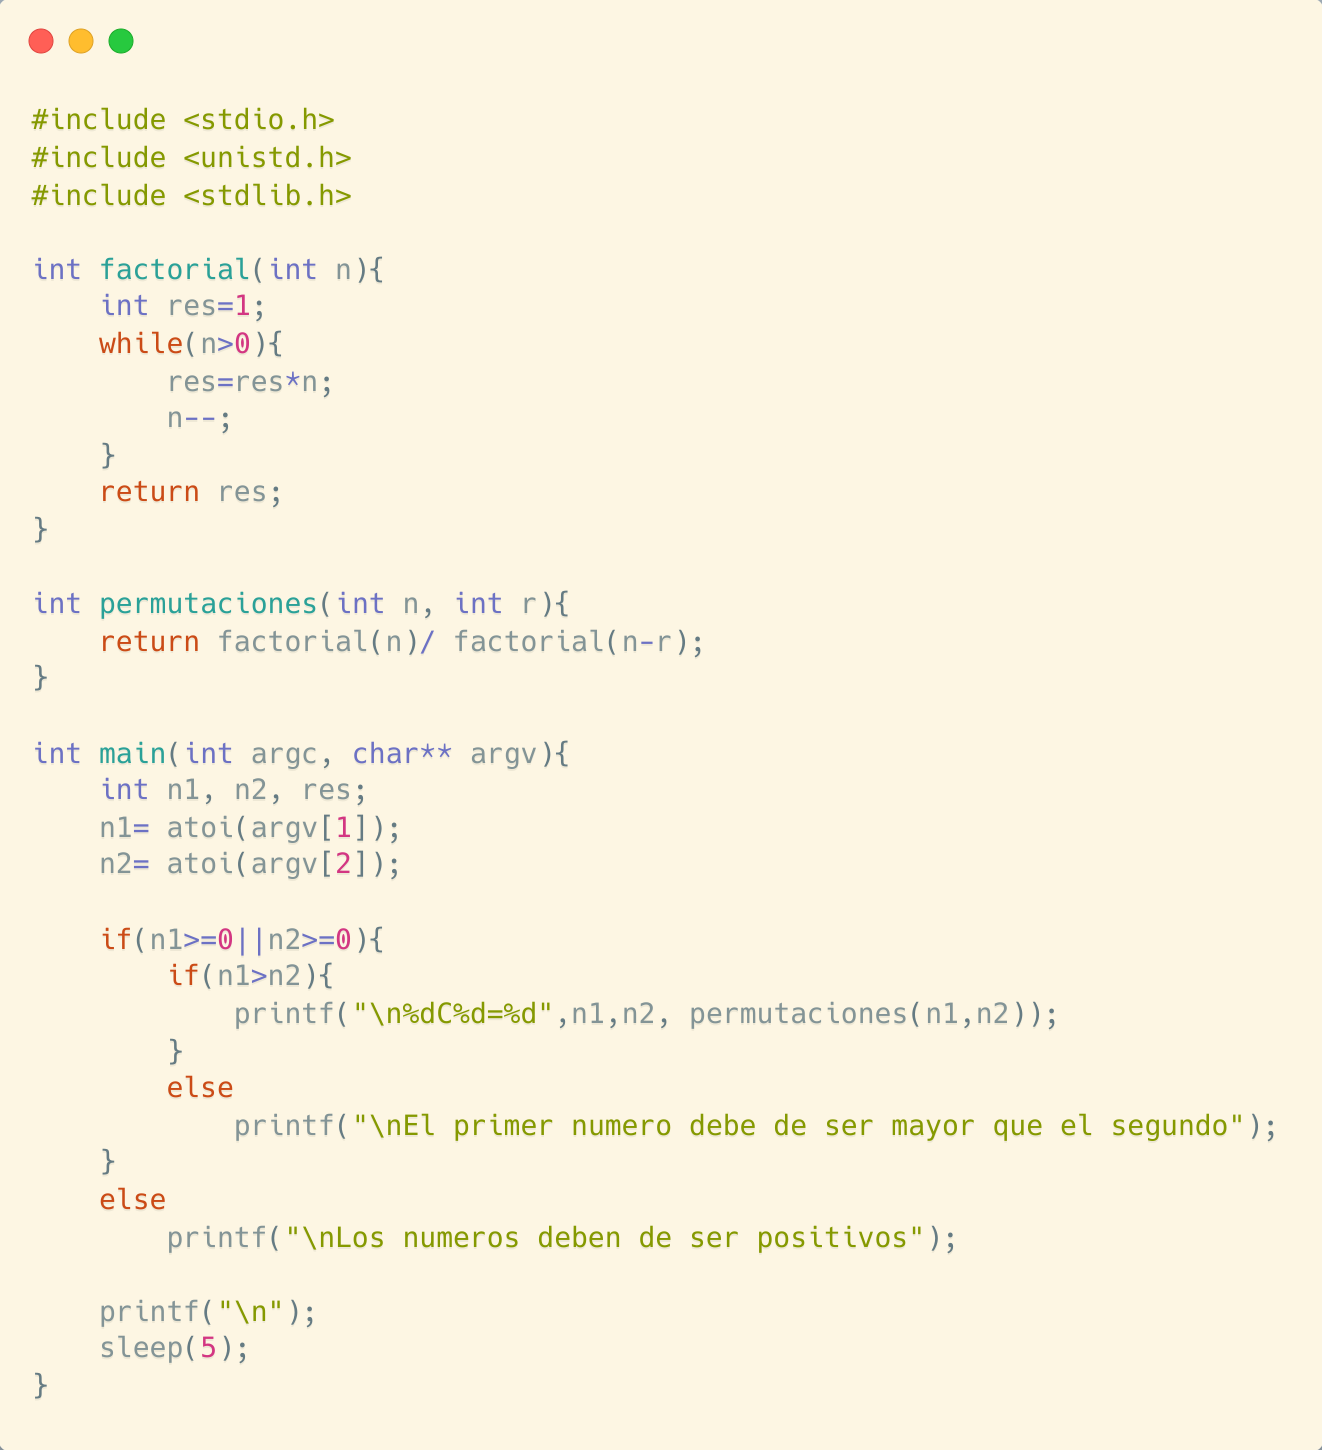 #include <stdio.h>
#include <unistd.h>
#include <stdlib.h>

int factorial(int n){
    int res=1;
    while(n>0){
        res=res*n;
        n--;
    }
    return res;
}

int permutaciones(int n, int r){
    return factorial(n)/ factorial(n-r);
}

int main(int argc, char** argv){
    int n1, n2, res;
    n1= atoi(argv[1]);
    n2= atoi(argv[2]);

    if(n1>=0||n2>=0){
        if(n1>n2){
            printf("\n%dC%d=%d",n1,n2, permutaciones(n1,n2));
        }
        else
            printf("\nEl primer numero debe de ser mayor que el segundo");
    }
    else
        printf("\nLos numeros deben de ser positivos");

    printf("\n");
    sleep(5);
}